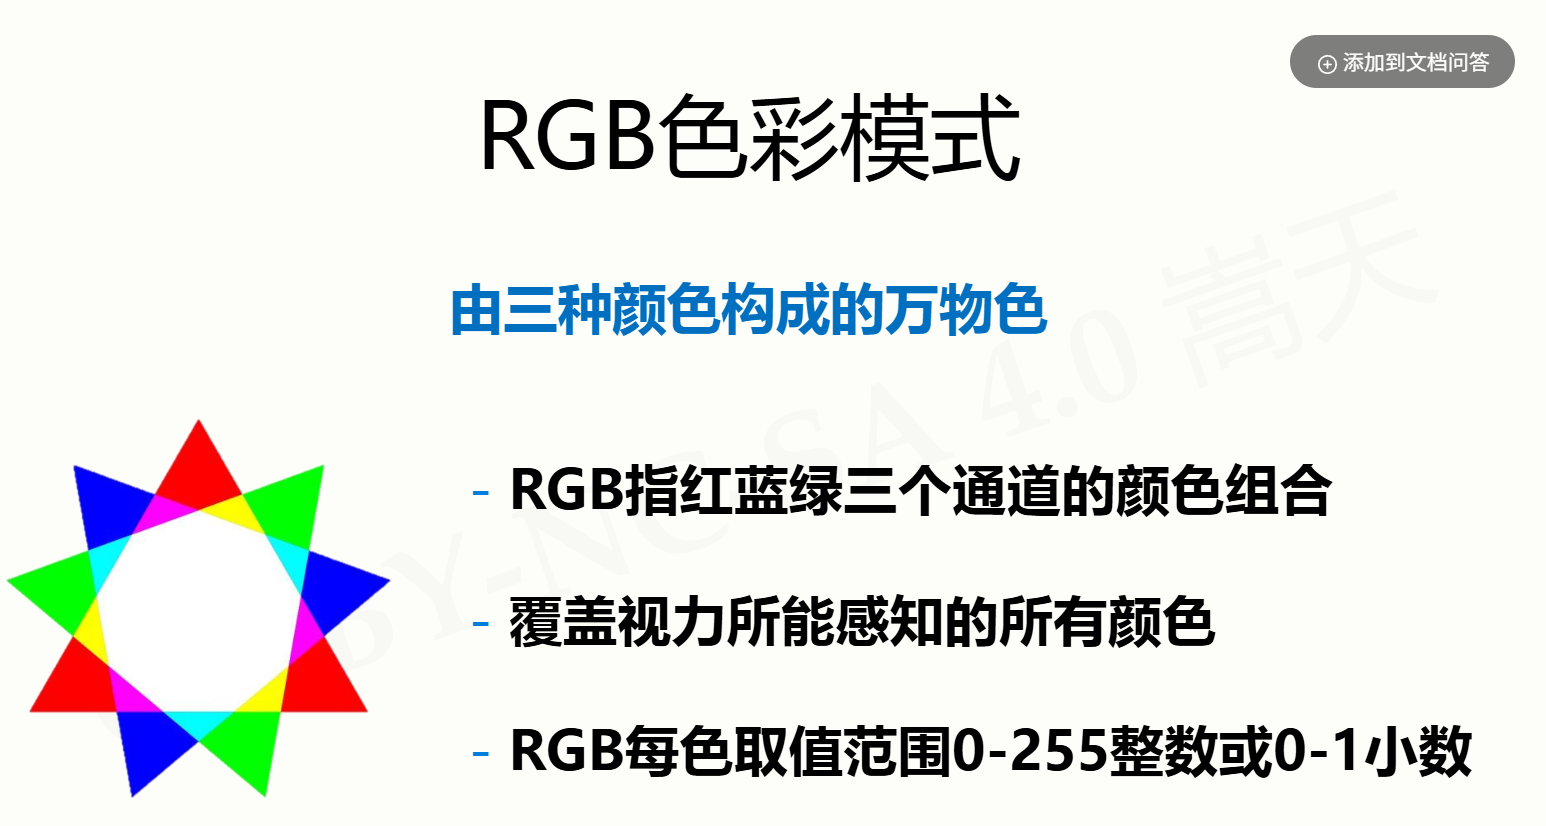 添加到文档问答
RGB色彩模式
由三种颜色构成的万物色
- RGB指红蓝绿三个通道的颜色组合
- 覆盖视力所能感知的所有颜色
- RGB每色取值范围0-255整数或0-1小数
BY-NC-SA 4.0 嵩天